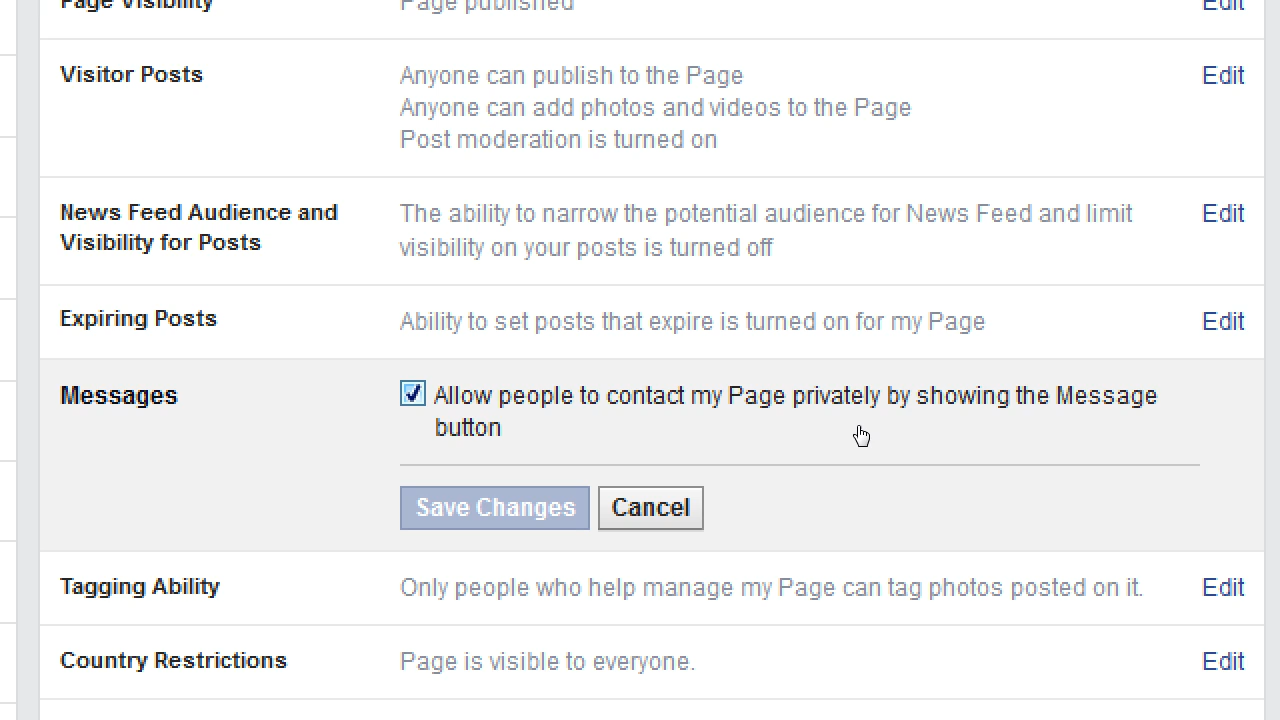 Page Visibility Page published Edit
Visitor Posts Anyone can publish to the Page Edit
Anyone can add photos and videos to the Page
Post moderation is turned on
News Feed Audience and The ability to narrow the potential audience for News Feed and limit Edit
Visibility for Posts visibility on your posts is turned off
Expiring Posts Ability to set posts that expire is turned on for my Page Edit
Messages Allow people to contact my Page privately by showing the Message
button
Save Changes Cancel
Tagging Ability Only people who help manage my Page can tag photos posted on it. Edit
Country Restrictions Page is visible to everyone. Edit